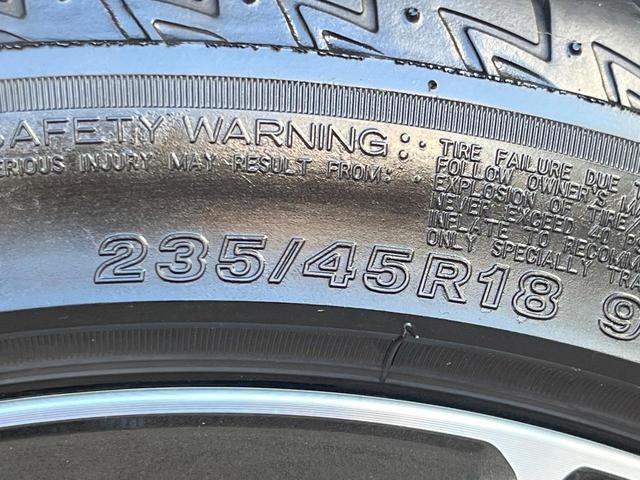 SAFETY WARNING:
SERIOUS INJURY MAY RESULT FROM:
TIRE FAILURE DUE
FOLLOW OWNER'S
EXPLOSION OF TIRE/
NEVER EXCEED 40
INFLATE TO RECOMM
ONLY SPECIALLY TRA
235/45R18 9